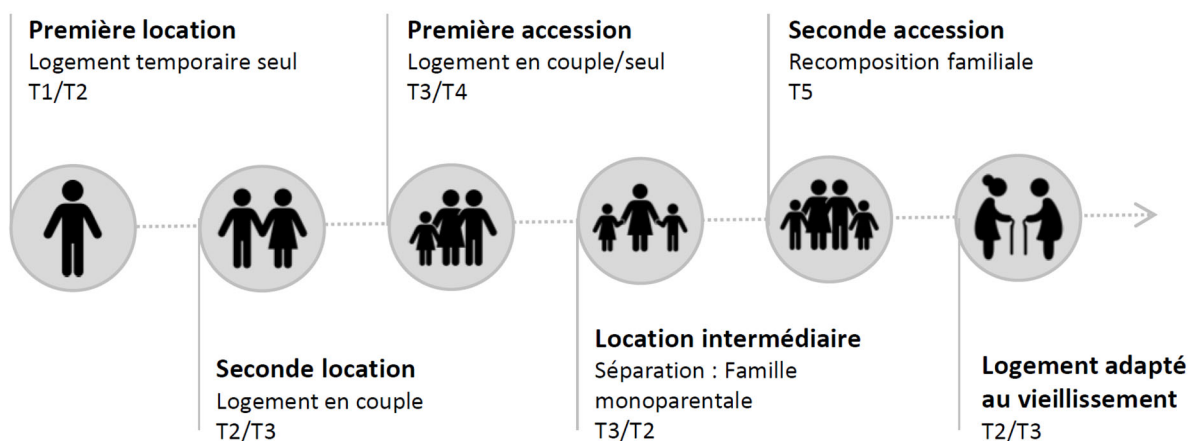 Première location
Logement temporaire seul
T1/T2
Seconde location
Logement en couple
T2/T3
Première accession
Logement en couple/seul
T3/T4
Location intermédiaire
Séparation : Famille
monoparentale
T3/T2
Seconde accession
Recomposition familiale
T5
Logement adapté
au vieillissement
T2/T3